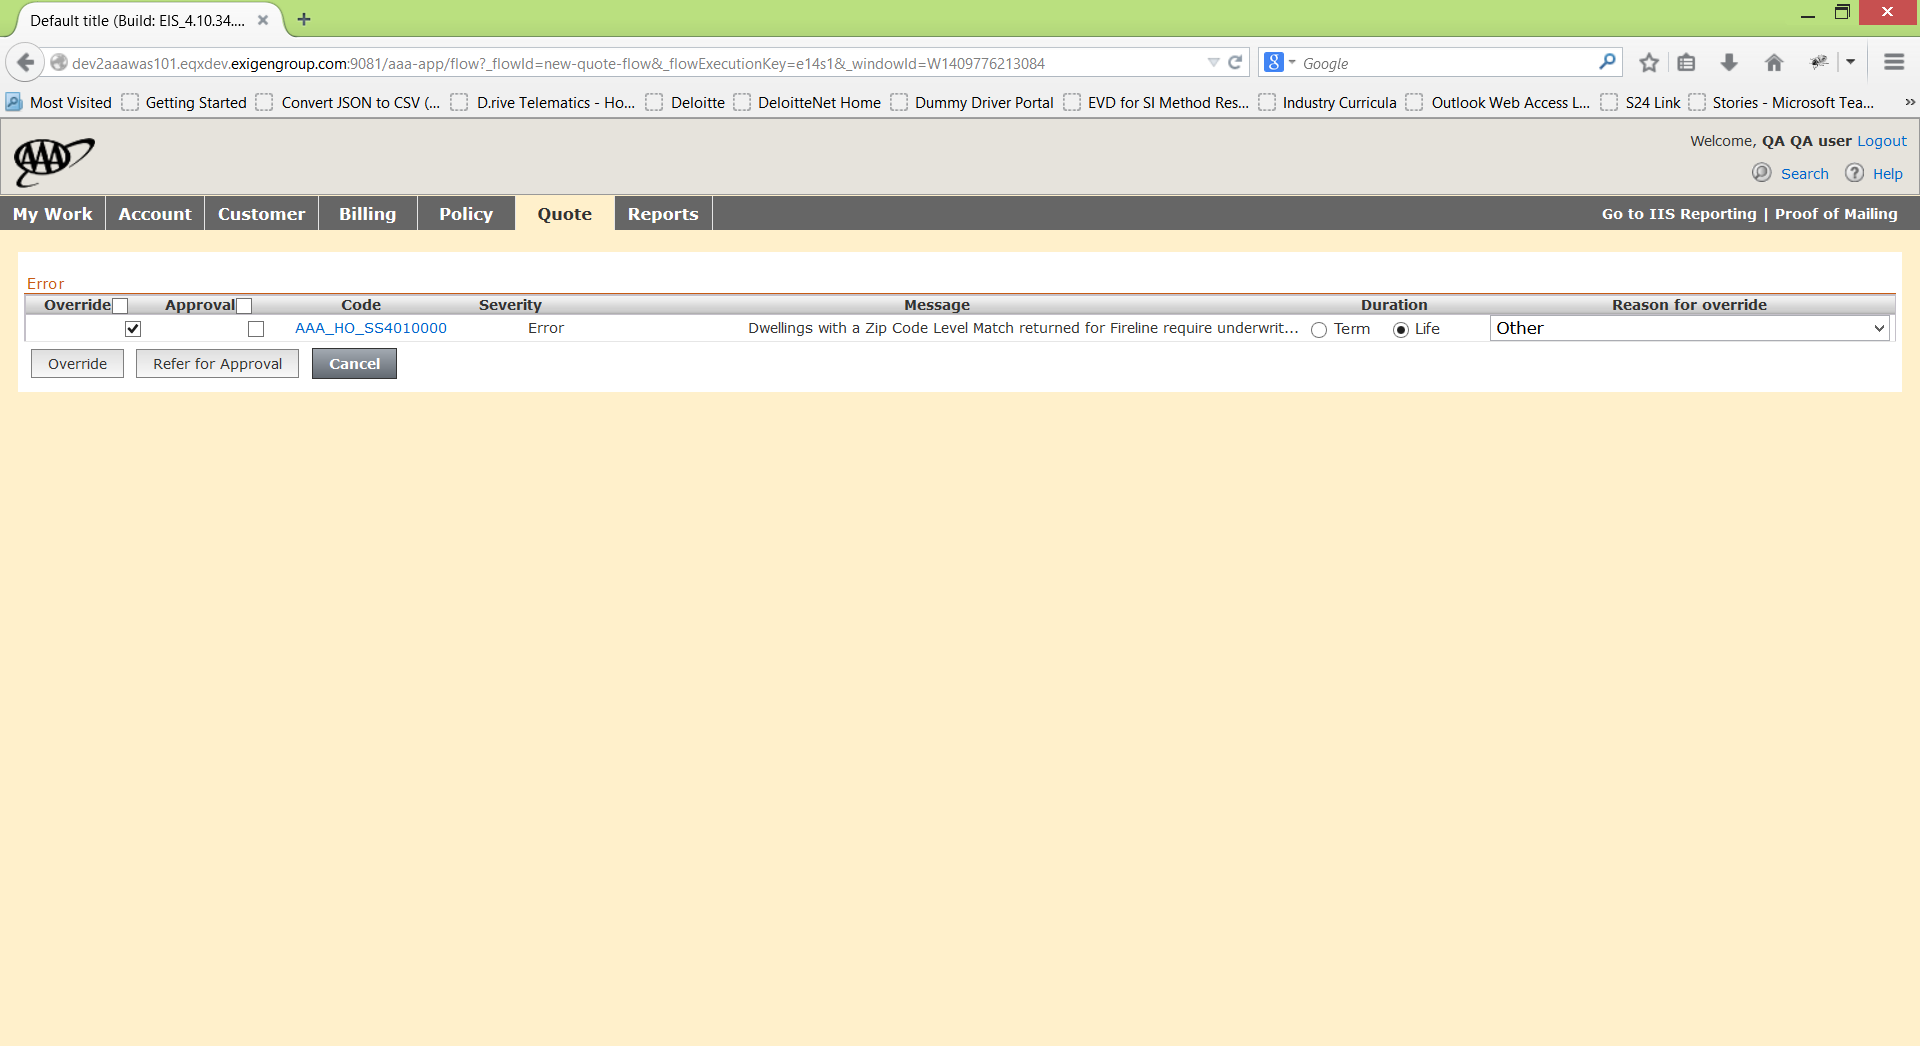 Default title (Build: EIS_4.10.34....
dev2aaawas101.eqxdev.exigengroup.com:9081/aaa-app/flow?_flowId=new-quote-flow&_flowExecutionKey=e14s1&_windowId=W1409776213084
Google
Most Visited Getting Started Convert JSON to CSV (... D.rive Telematics - Ho... Deloitte DeloitteNet Home Dummy Driver Portal EVD for SI Method Res... Industry Curricula Outlook Web Access L... S24 Link Stories - Microsoft Tea...
AAA
Welcome, QA QA user Logout
Search Help
My Work Account Customer Billing Policy Quote Reports Go to IIS Reporting | Proof of Mailing
Error
Override Approval Code Severity Message Duration Reason for override
AAA_HO_SS4010000 Error Dwellings with a Zip Code Level Match returned for Fireline require underwrit... Term Life Other
Override Refer for Approval Cancel